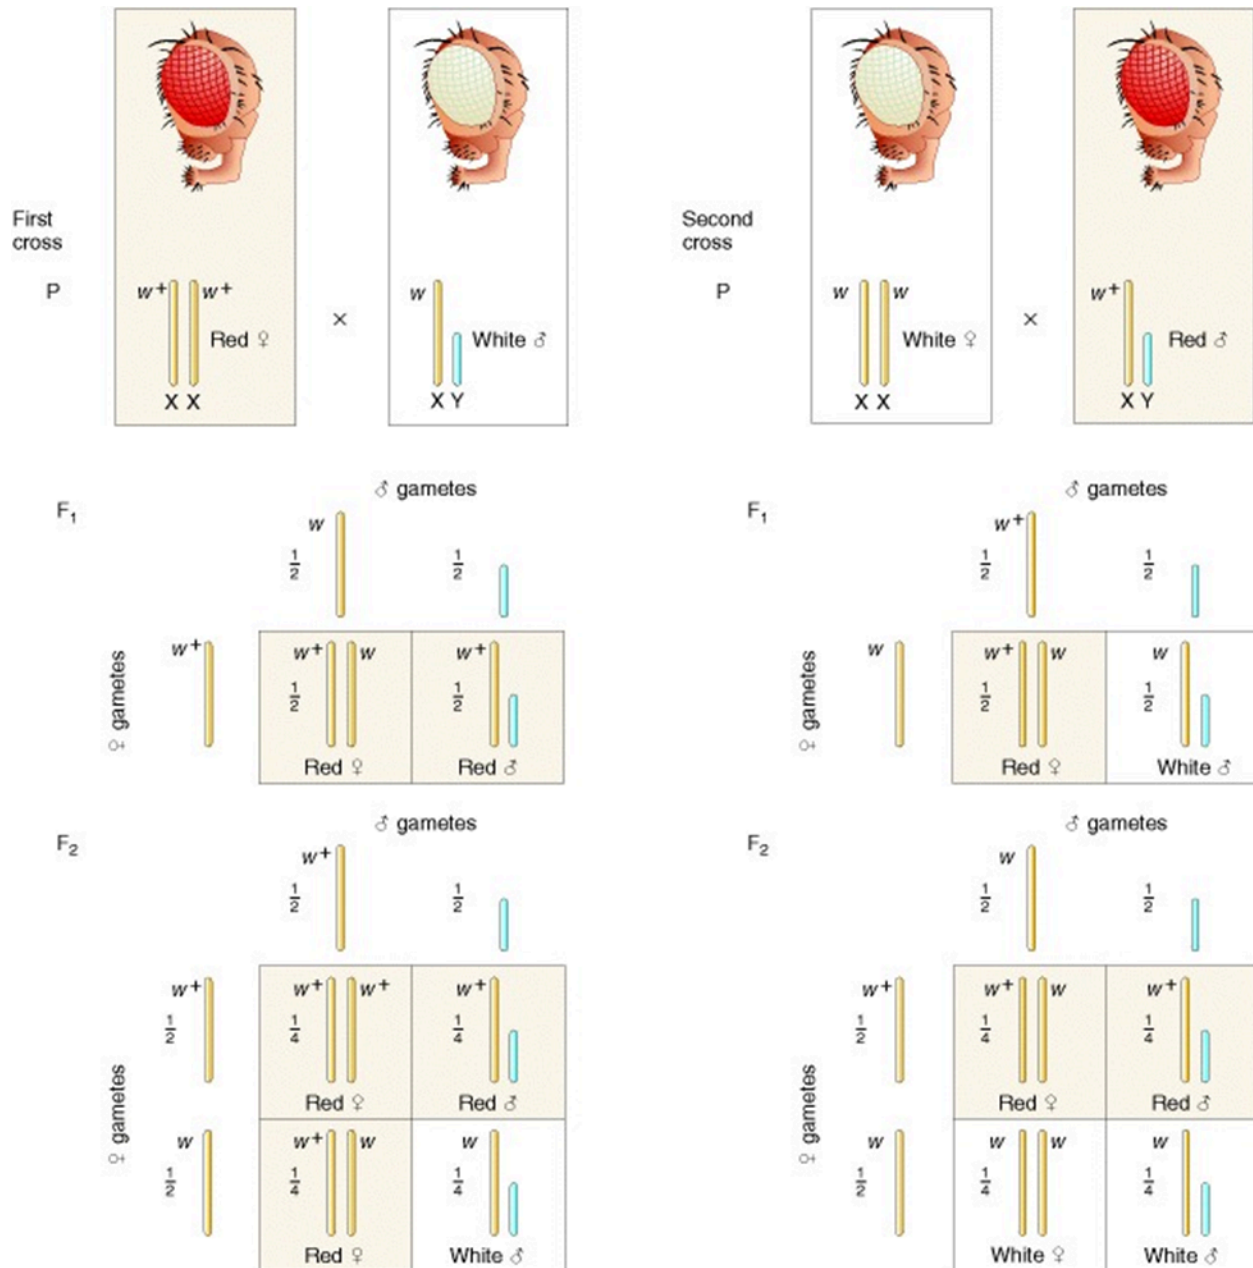 First
cross
P
w+ w+
Red ♀
X X
×
w
White ♂
X Y
Second
cross
P
w w
White ♀
X X
×
w+
Red ♂
X Y
F1
♂ gametes
w
1/2 1/2
♀ gametes
w+
w+ w
1/2
Red ♀
w+
1/2
Red ♂
F1
♂ gametes
w+
1/2 1/2
♀ gametes
w
w+ w
1/2
Red ♀
w
1/2
White ♂
F2
♂ gametes
w+
1/2 1/2
♀ gametes
w+
1/2
w+ w+
1/4
Red ♀
w+
1/4
Red ♂
w
1/2
w+ w
1/4
Red ♀
w
1/4
White ♂
F2
♂ gametes
w
1/2 1/2
♀ gametes
w+
1/2
w+ w
1/4
Red ♀
w+
1/4
Red ♂
w
1/2
w w
1/4
White ♀
w
1/4
White ♂